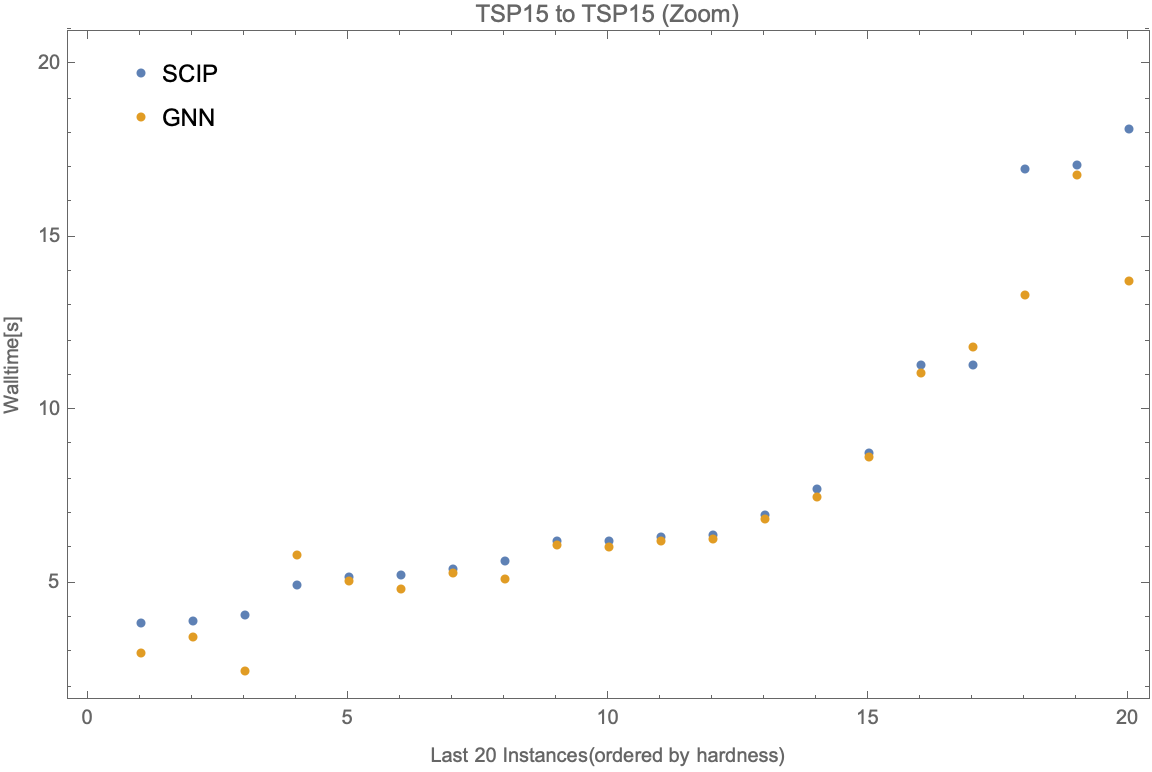 TSP15 to TSP15 (Zoom)
20
SCIP
GNN
15
Walltime[s]
10
5
0 5 10 15 20
Last 20 Instances(ordered by hardness)